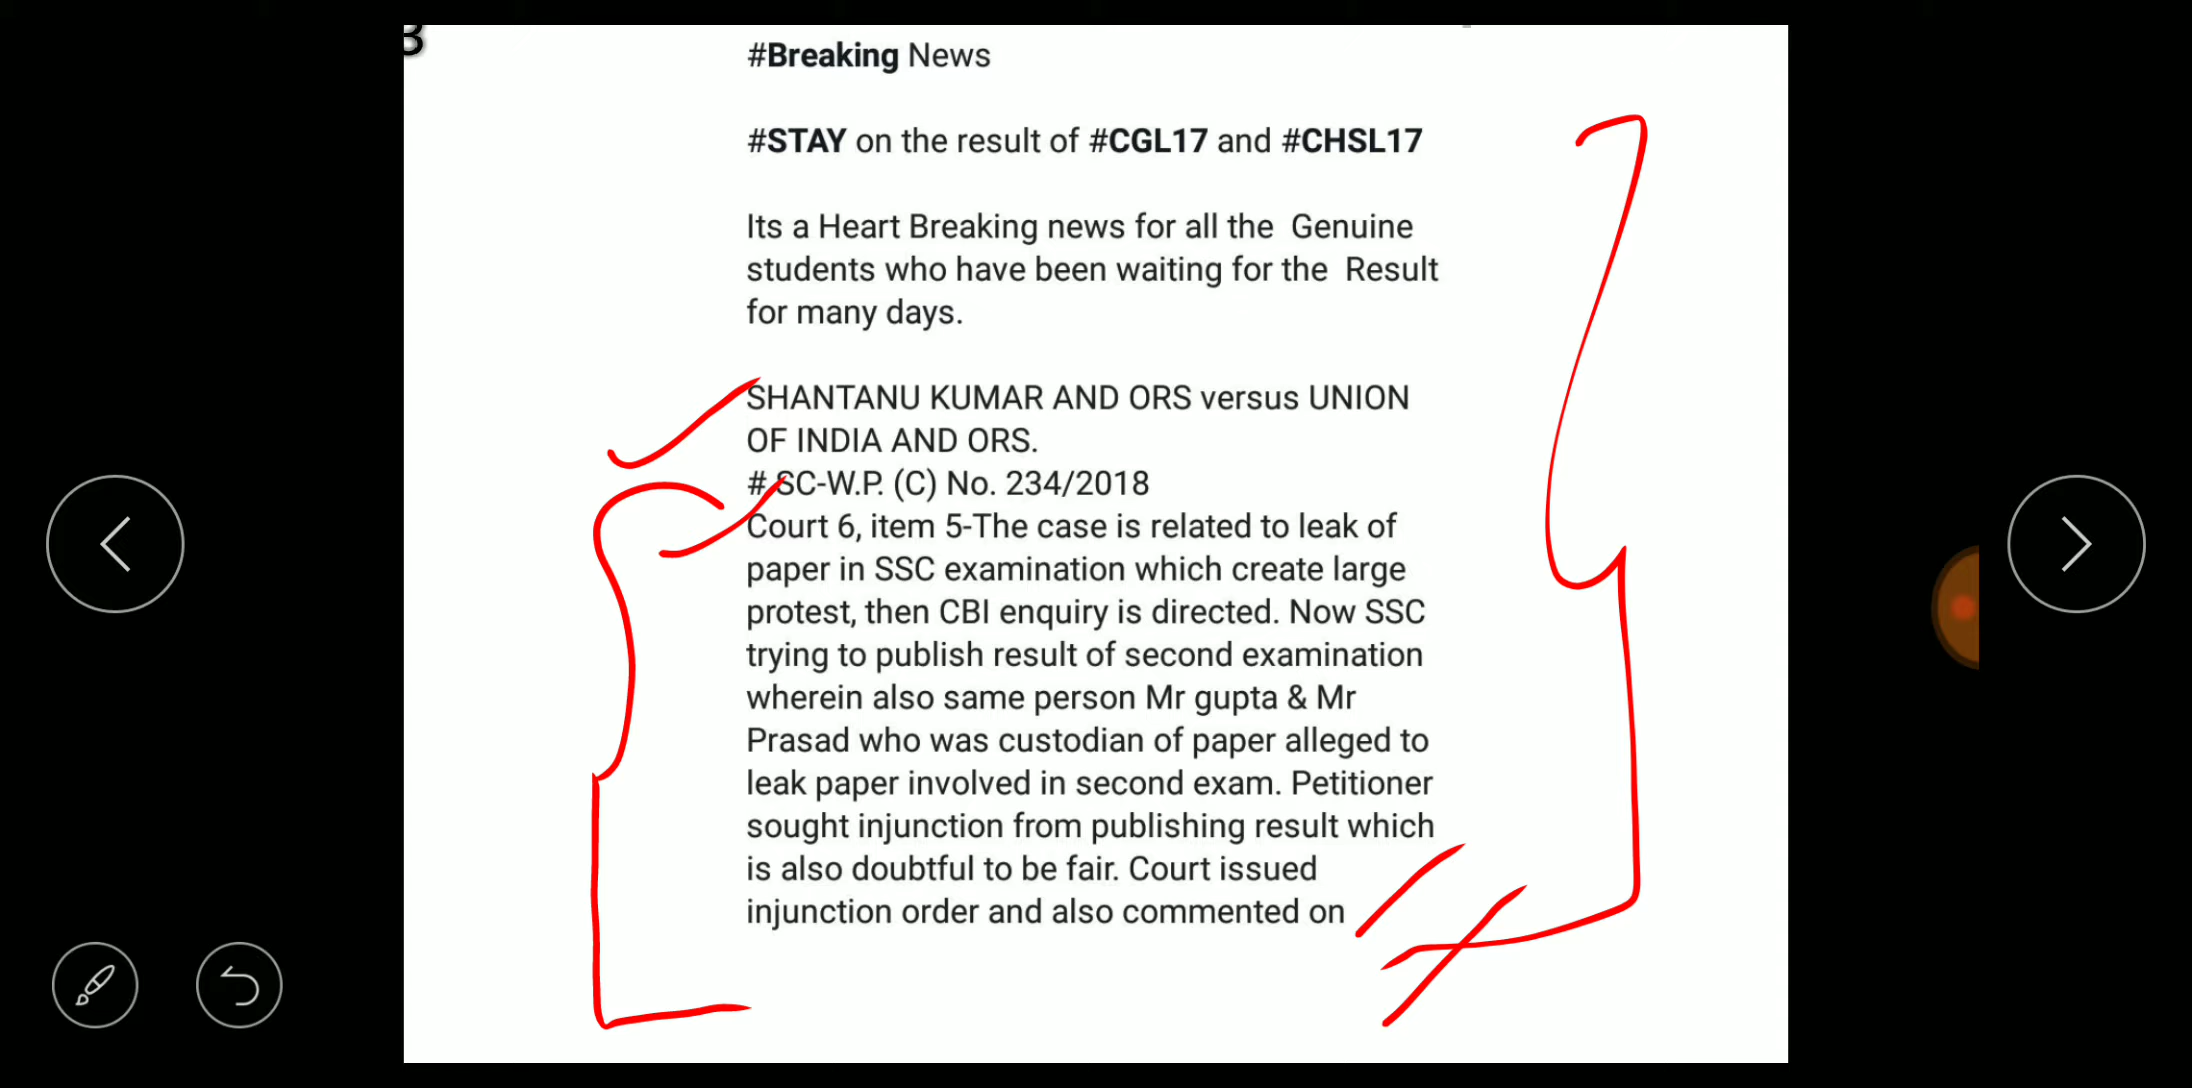 #Breaking News
#STAY on the result of #CGL17 and #CHSL17
Its a Heart Breaking news for all the Genuine
students who have been waiting for the Result
for many days.
SHANTANU KUMAR AND ORS versus UNION
OF INDIA AND ORS.
# SC-W.P. (C) No. 234/2018
Court 6, item 5-The case is related to leak of
paper in SSC examination which create large
protest, then CBI enquiry is directed. Now SSC
trying to publish result of second examination
wherein also same person Mr gupta & Mr
Prasad who was custodian of paper alleged to
leak paper involved in second exam. Petitioner
sought injunction from publishing result which
is also doubtful to be fair. Court issued
injunction order and also commented on